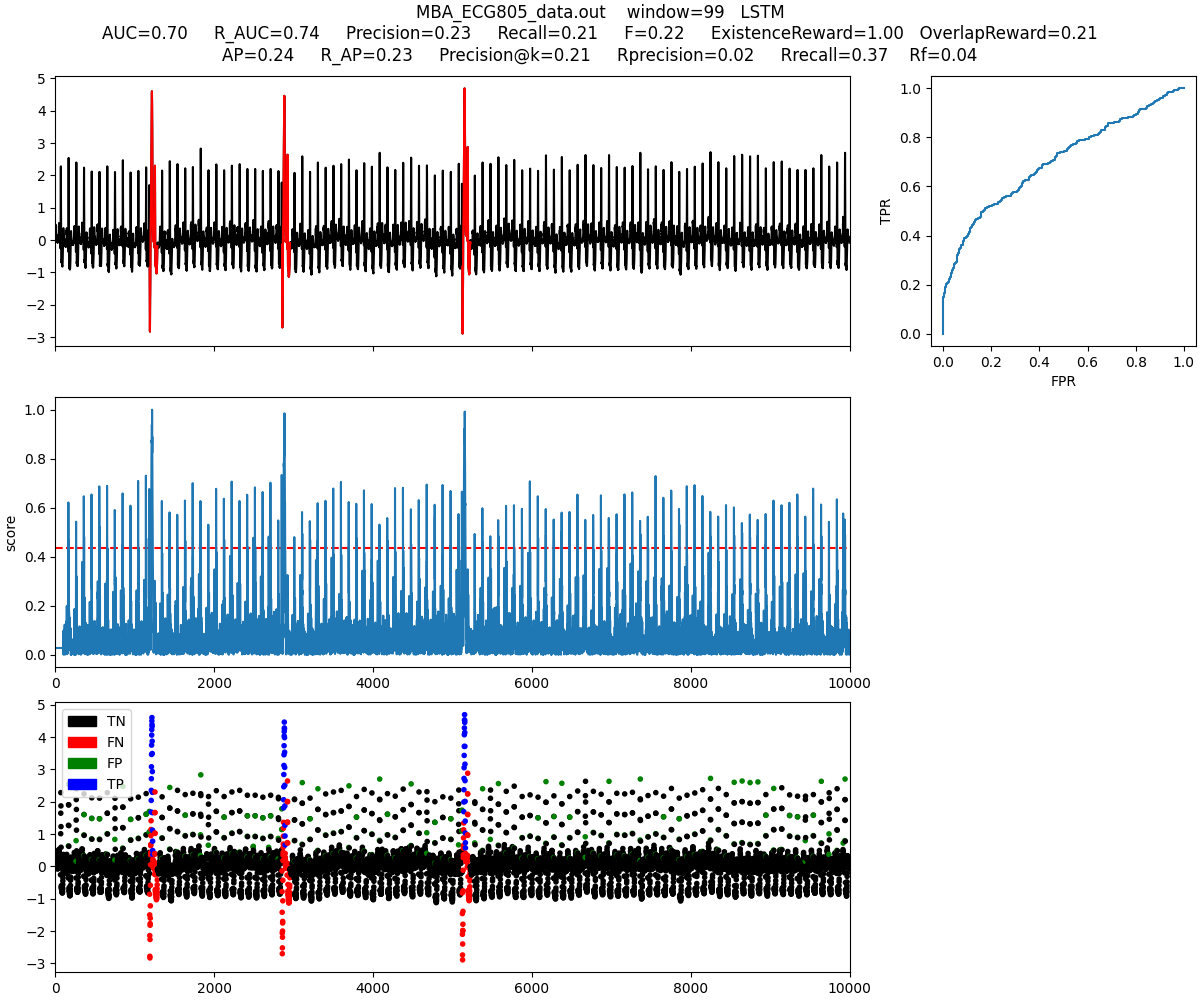 MBA_ECG805_data.out    window=99   LSTM
AUC=0.70     R_AUC=0.74     Precision=0.23     Recall=0.21     F=0.22     ExistenceReward=1.00   OverlapReward=0.21
AP=0.24     R_AP=0.23     Precision@k=0.21     Rprecision=0.02     Rrecall=0.37    Rf=0.04
5
4
3
2
1
0
−1
−2
−3
0
2000
4000
6000
8000
10000
1.0
0.8
0.6
0.4
0.2
0.0
TPR
0.0 0.2 0.4 0.6 0.8 1.0
FPR
1.0
0.8
0.6
0.4
0.2
0.0
score
0 2000 4000 6000 8000 10000
5
4
3
2
1
0
−1
−2
−3
TN
FN
FP
TP
0 2000 4000 6000 8000 10000